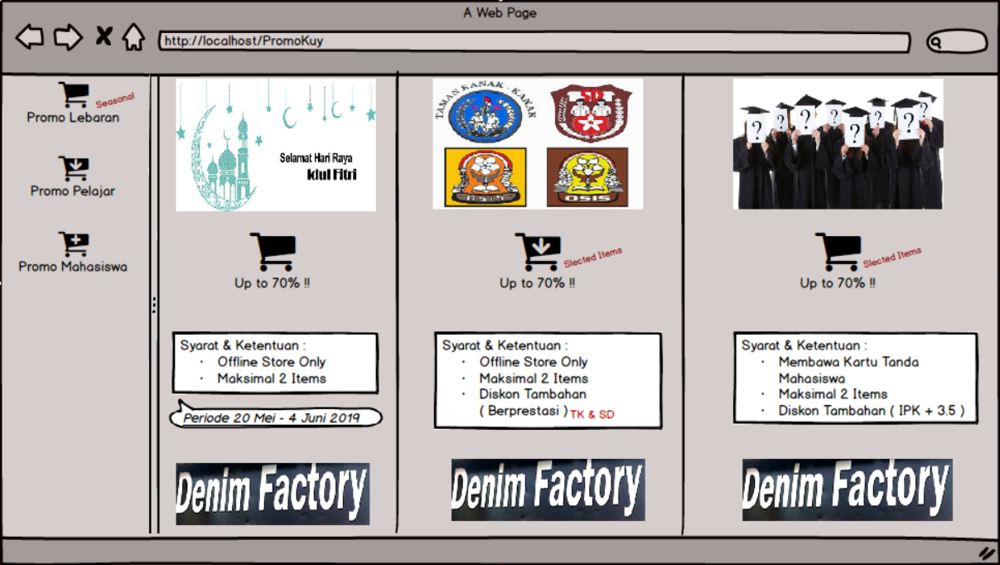 A Web Page
http://localhost/PromoKuy
Seasonal
Promo Lebaran
Promo Pelajar
Promo Mahasiswa
Selamat Hari Raya
Idul Fitri
Up to 70% !!
Syarat & Ketentuan :
· Offline Store Only
· Maksimal 2 Items
Periode 20 Mei - 4 Juni 2019
Denim Factory
TAMAN KANAK - KANAK
SD
OSIS
OSIS
Slected Items
Up to 70% !!
Syarat & Ketentuan :
· Offline Store Only
· Maksimal 2 Items
· Diskon Tambahan
( Berprestasi ) TK & SD
Denim Factory
? ? ? ? ? ? ? ?
Slected Items
Up to 70% !!
Syarat & Ketentuan :
· Membawa Kartu Tanda
Mahasiswa
· Maksimal 2 Items
· Diskon Tambahan ( IPK + 3.5 )
Denim Factory